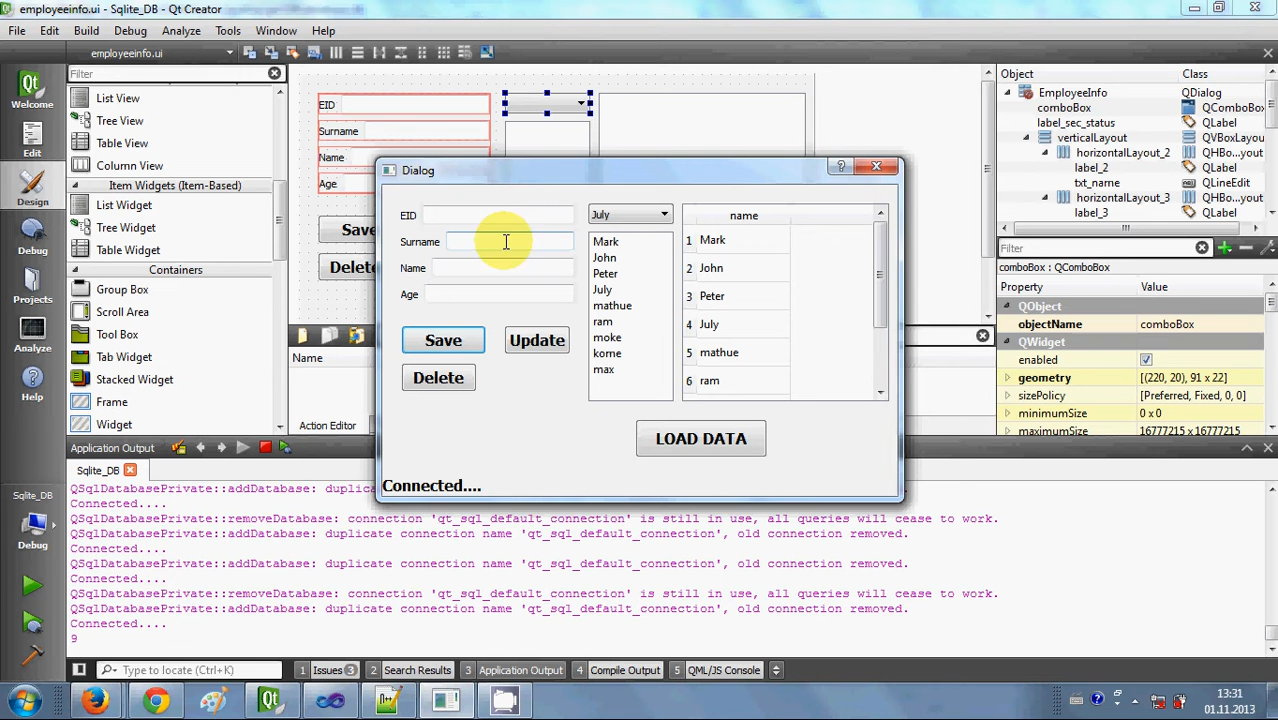 employeeinfo.ui - Sqlite_DB - Qt Creator
File Edit Build Debug Analyze Tools Window Help
employeeinfo.ui
Welcome
Edit
Design
Debug
Projects
Analyze
Help
Sqlite_DB
Debug
Filter
List View
Tree View
Table View
Column View
Item Widgets (Item-Based)
List Widget
Tree Widget
Table Widget
Containers
Group Box
Scroll Area
Tool Box
Tab Widget
Stacked Widget
Frame
Widget
EID
Surname
Name
Age
Save
Delete
Name
Action Editor
Dialog
EID
Surname
Name
Age
Save
Update
Delete
July
Mark
John
Peter
July
mathue
ram
moke
korne
max
name
1 Mark
2 John
3 Peter
4 July
5 mathue
6 ram
LOAD DATA
Connected....
Object Class
EmployeeInfo QDialog
comboBox QComboBox
label_sec_status QLabel
verticalLayout QVBoxLayout
horizontalLayout_2 QHBo...yout
label_2 QLabel
txt_name QLineEdit
horizontalLayout_3 QHBo...yout
label_3 QLabel
Filter
comboBox : QComboBox
Property Value
QObject
objectName comboBox
QWidget
enabled
geometry [(220, 20), 91 x 22]
sizePolicy [Preferred, Fixed, 0, 0]
minimumSize 0 x 0
maximumSize 16777215 x 16777215
Application Output
Sqlite_DB
QSqlDatabasePrivate::addDatabase: duplic
Connected....
QSqlDatabasePrivate::removeDatabase: connection 'qt_sql_default_connection' is still in use, all queries will cease to work.
QSqlDatabasePrivate::addDatabase: duplicate connection name 'qt_sql_default_connection', old connection removed.
Connected....
QSqlDatabasePrivate::addDatabase: duplicate connection name 'qt_sql_default_connection', old connection removed.
Connected....
QSqlDatabasePrivate::removeDatabase: connection 'qt_sql_default_connection' is still in use, all queries will cease to work.
QSqlDatabasePrivate::addDatabase: duplicate connection name 'qt_sql_default_connection', old connection removed.
Connected....
9
Type to locate (Ctrl+K)
1 Issues 3
2 Search Results
3 Application Output
4 Compile Output
5 QML/JS Console
13:31
01.11.2013